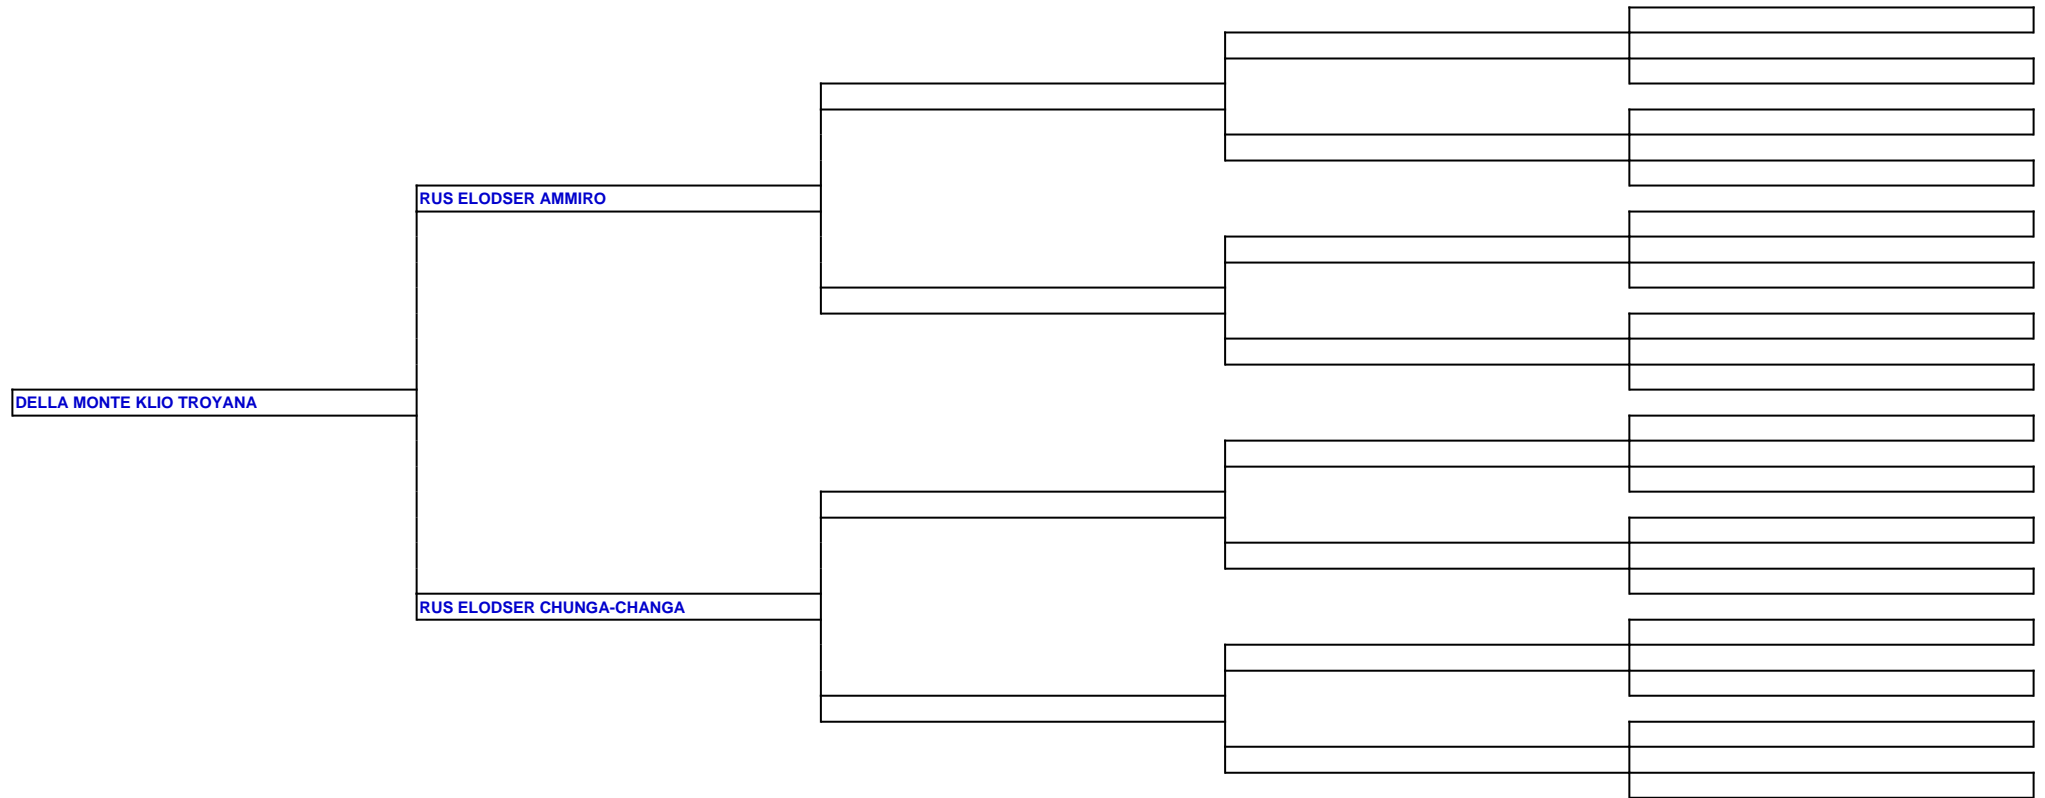 RUS ELODSER AMMIRO
DELLA MONTE KLIO TROYANA
RUS ELODSER CHUNGA-CHANGA